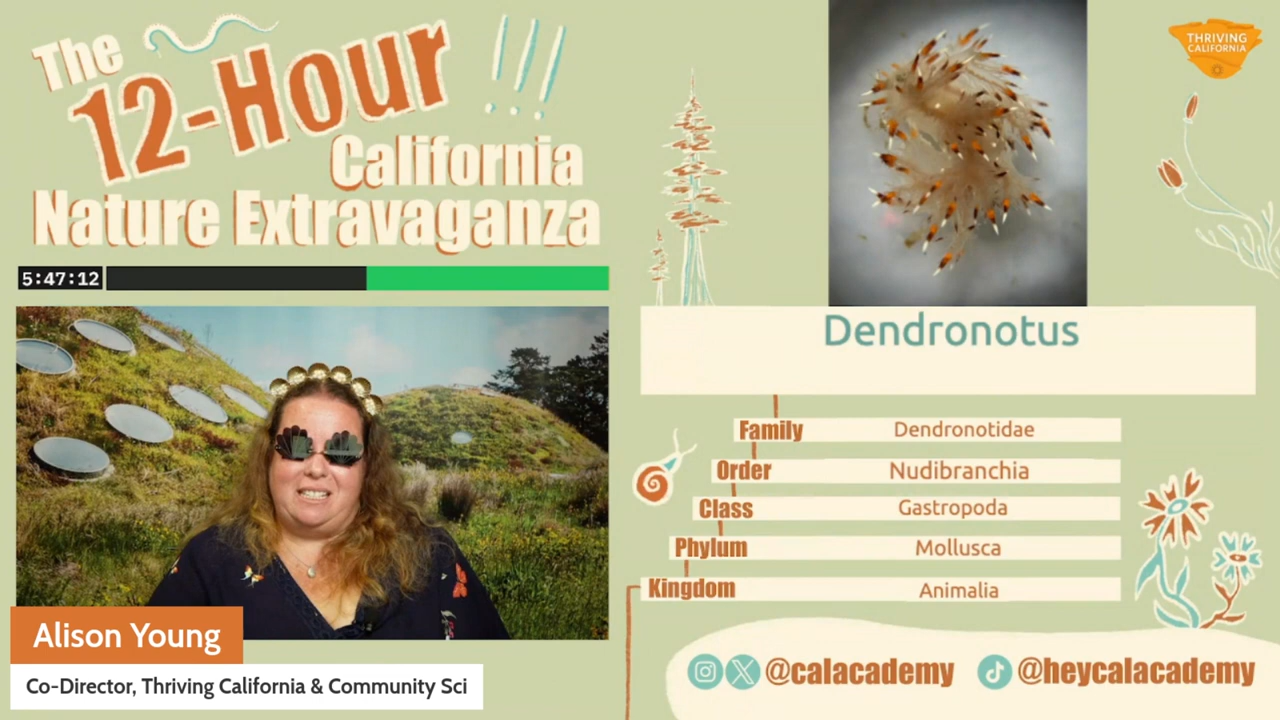 The
12-Hour
!!!
California
Nature Extravaganza
5:47:12
THRIVING
CALIFORNIA
Dendronotus
Family Dendronotidae
Order Nudibranchia
Class Gastropoda
Phylum Mollusca
Kingdom Animalia
Alison Young
Co-Director, Thriving California & Community Sci
@calacademy @heycalacademy